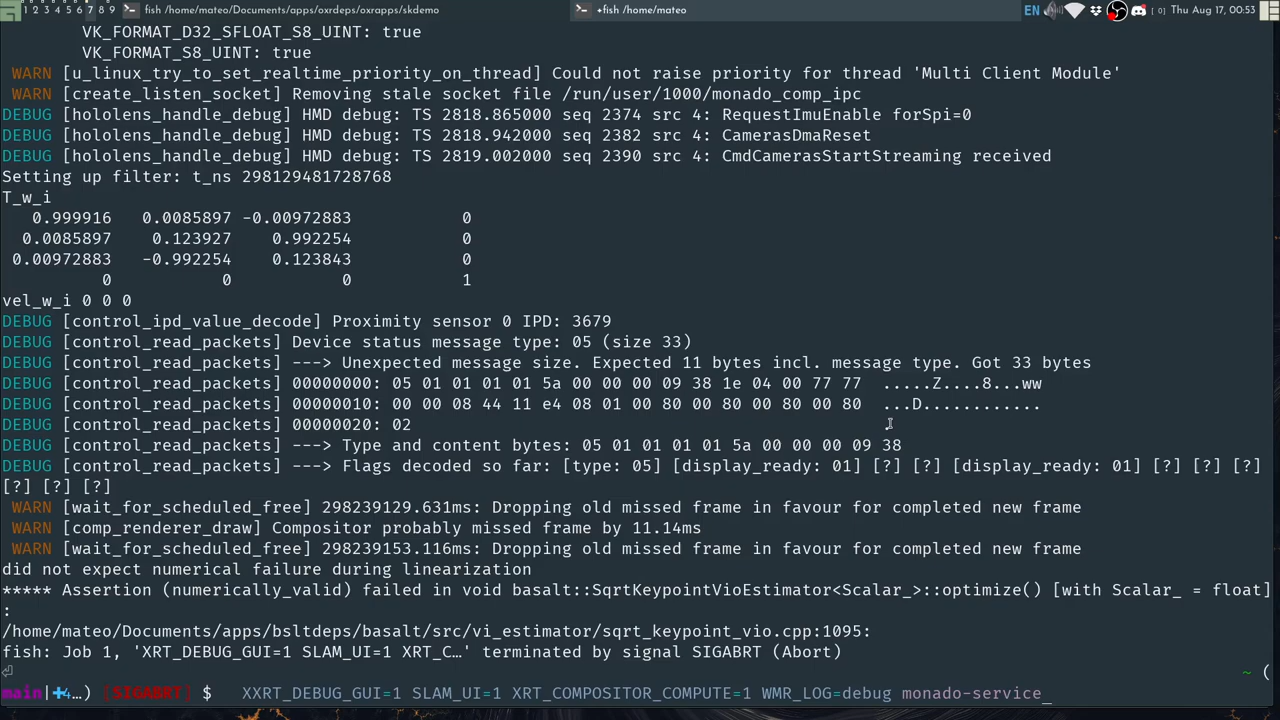 1 2 3 4 5 6 7 8 9 fish /home/mateo/Documents/apps/oxrdeps/oxrapps/skdemo +fish /home/mateo EN [0] Thu Aug 17, 00:53
VK_FORMAT_D32_SFLOAT_S8_UINT: true
VK_FORMAT_S8_UINT: true
WARN [u_linux_try_to_set_realtime_priority_on_thread] Could not raise priority for thread 'Multi Client Module'
WARN [create_listen_socket] Removing stale socket file /run/user/1000/monado_comp_ipc
DEBUG [hololens_handle_debug] HMD debug: TS 2818.865000 seq 2374 src 4: RequestImuEnable forSpi=0
DEBUG [hololens_handle_debug] HMD debug: TS 2818.942000 seq 2382 src 4: CamerasDmaReset
DEBUG [hololens_handle_debug] HMD debug: TS 2819.002000 seq 2390 src 4: CmdCamerasStartStreaming received
Setting up filter: t_ns 298129481728768
T_w_i
0.999916 0.0085897 -0.00972883 0
0.0085897 0.123927 0.992254 0
0.00972883 -0.992254 0.123843 0
0 0 0 1
vel_w_i 0 0 0
DEBUG [control_ipd_value_decode] Proximity sensor 0 IPD: 3679
DEBUG [control_read_packets] Device status message type: 05 (size 33)
DEBUG [control_read_packets] ---> Unexpected message size. Expected 11 bytes incl. message type. Got 33 bytes
DEBUG [control_read_packets] 00000000: 05 01 01 01 01 5a 00 00 00 09 38 1e 04 00 77 77 .....Z....8...ww
DEBUG [control_read_packets] 00000010: 00 00 08 44 11 e4 08 01 00 80 00 80 00 80 00 80 ...D............
DEBUG [control_read_packets] 00000020: 02
DEBUG [control_read_packets] ---> Type and content bytes: 05 01 01 01 01 5a 00 00 00 09 38
DEBUG [control_read_packets] ---> Flags decoded so far: [type: 05] [display_ready: 01] [?] [?] [display_ready: 01] [?] [?] [?]
[?] [?] [?]
WARN [wait_for_scheduled_free] 298239129.631ms: Dropping old missed frame in favour for completed new frame
WARN [comp_renderer_draw] Compositor probably missed frame by 11.14ms
WARN [wait_for_scheduled_free] 298239153.116ms: Dropping old missed frame in favour for completed new frame
did not expect numerical failure during linearization
***** Assertion (numerically_valid) failed in void basalt::SqrtKeypointVioEstimator<Scalar_>::optimize() [with Scalar_ = float]
:
/home/mateo/Documents/apps/bsltdeps/basalt/src/vi_estimator/sqrt_keypoint_vio.cpp:1095:
fish: Job 1, 'XRT_DEBUG_GUI=1 SLAM_UI=1 XRT_C…' terminated by signal SIGABRT (Abort)
⏎ ~ (
main|✚4…) [SIGABRT] $ XXRT_DEBUG_GUI=1 SLAM_UI=1 XRT_COMPOSITOR_COMPUTE=1 WMR_LOG=debug monado-service_